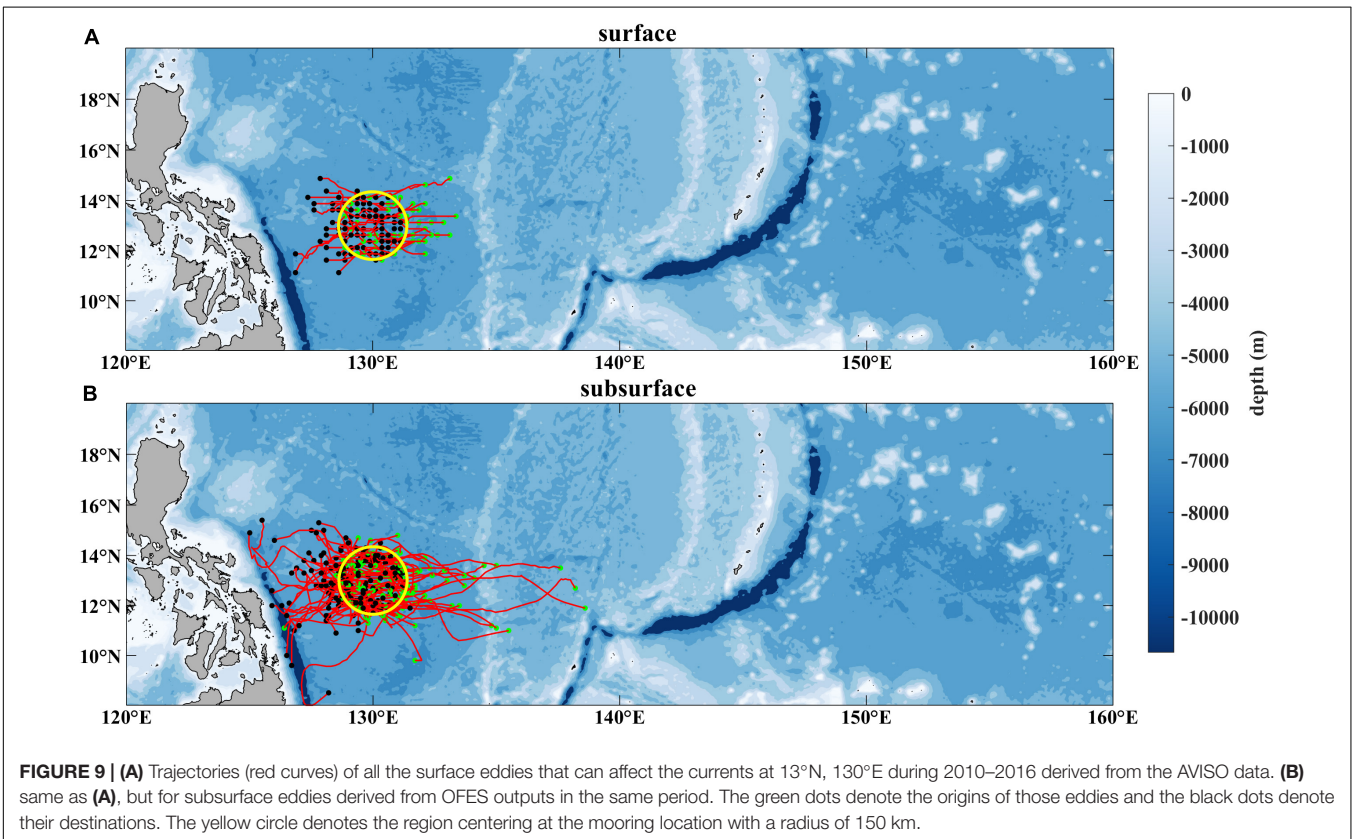 A
surface
18°N
16°N
14°N
12°N
10°N
120°E
130°E
140°E
150°E
160°E
B
subsurface
18°N
16°N
14°N
12°N
10°N
120°E
130°E
140°E
150°E
160°E
0
-1000
-2000
-3000
-4000
-5000
-6000
-7000
-8000
-9000
-10000
depth (m)
FIGURE 9 | (A) Trajectories (red curves) of all the surface eddies that can affect the currents at 13°N, 130°E during 2010–2016 derived from the AVISO data. (B)
same as (A), but for subsurface eddies derived from OFES outputs in the same period. The green dots denote the origins of those eddies and the black dots denote
their destinations. The yellow circle denotes the region centering at the mooring location with a radius of 150 km.